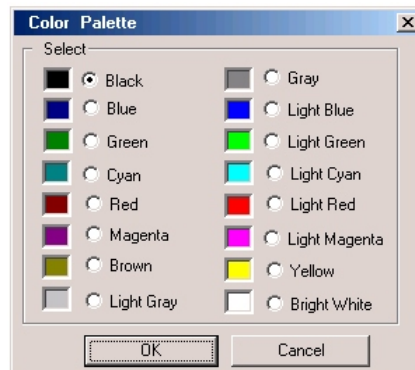 Color Palette
Select
Black
Gray
Blue
Light Blue
Green
Light Green
Cyan
Light Cyan
Red
Light Red
Magenta
Light Magenta
Brown
Yellow
Light Gray
Bright White
OK
Cancel